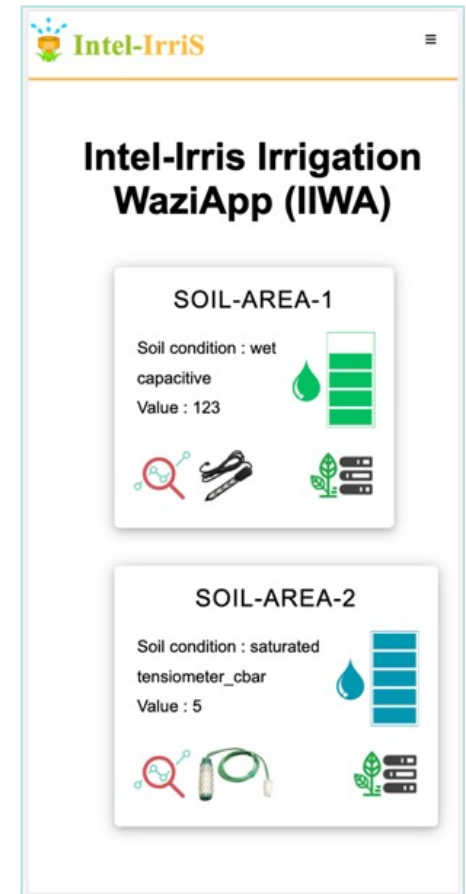 Intel-IrriS
Intel-Irris Irrigation
WaziApp (IIWA)
SOIL-AREA-1
Soil condition : wet
capacitive
Value : 123
SOIL-AREA-2
Soil condition : saturated
tensiometer_cbar
Value : 5